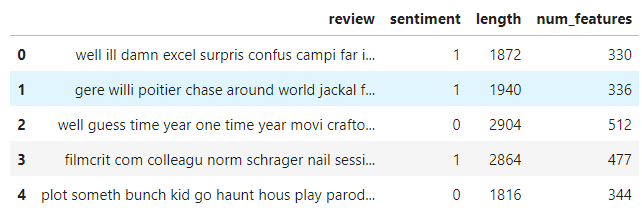 review sentiment length num_features
0 well ill damn excel surpris confus campi far i... 1 1872 330
1 gere willi poitier chase around world jackal f... 1 1940 336
2 well guess time year one time year movi crafto... 0 2904 512
3 filmcrit com colleagu norm schrager nail sessi... 1 2864 477
4 plot someth bunch kid go haunt hous play parod... 0 1816 344